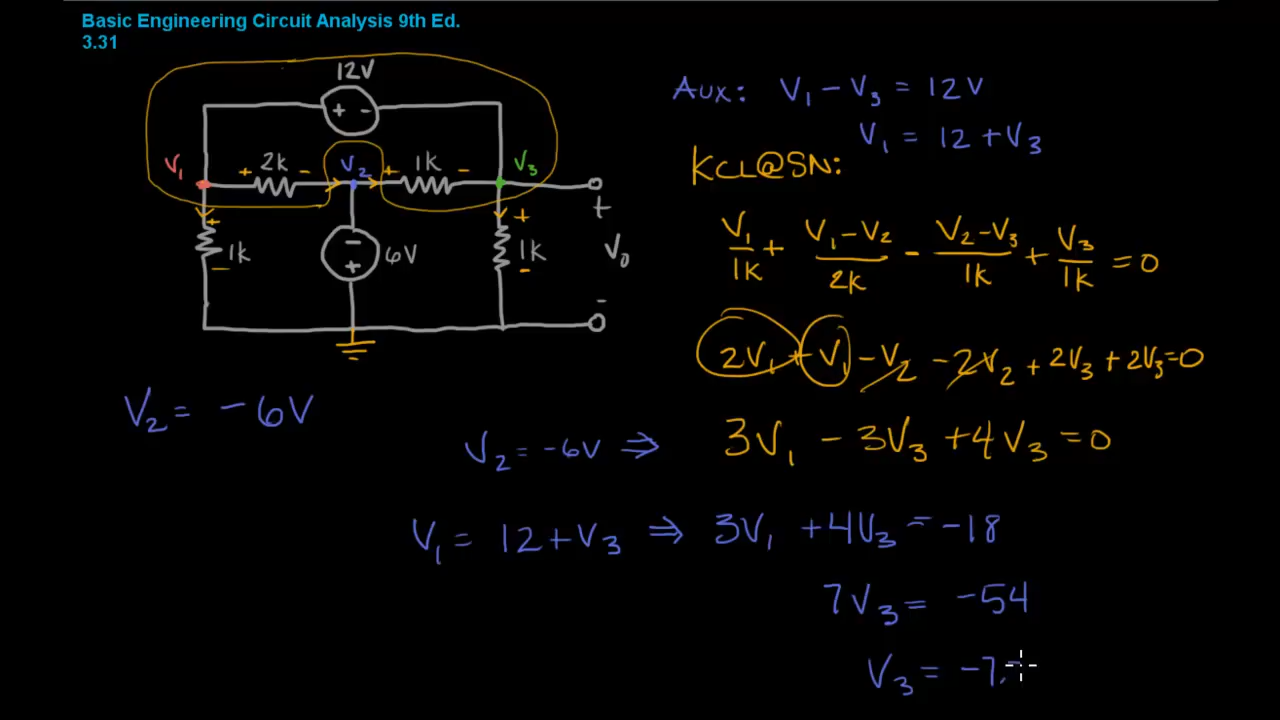 Basic Engineering Circuit Analysis 9th Ed.
3.31
12V
+ -
V₁
+ 2k -
V₂
+ 1k -
V₃
+ 1k -
- + 6V
+ 1k -
+ V₀ -
Aux: V₁ - V₃ = 12V
V₁ = 12 + V₃
KCL@SN:
V₁/1k + (V₁ - V₂)/2k - (V₂ - V₃)/1k + V₃/1k = 0
2V₁ + V₁ - V₂ - 2V₂ + 2V₃ + 2V₃ = 0
V₂ = -6V
V₂ = -6V ⇒ 3V₁ - 3V₃ + 4V₃ = 0
V₁ = 12 + V₃ ⇒ 3V₁ + 4V₃ = -18
7V₃ = -54
V₃ = -7.